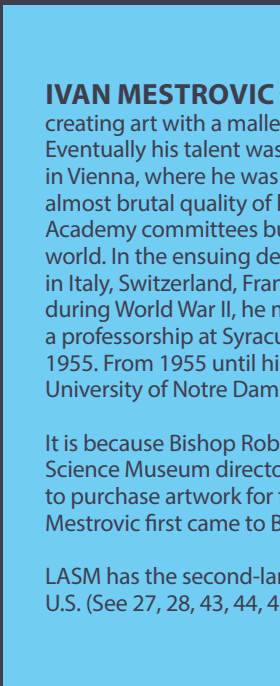 IVAN MESTROVIC
creating art with a malle
Eventually his talent was
in Vienna, where he was
almost brutal quality of
Academy committees bu
world. In the ensuing de
in Italy, Switzerland, Fran
during World War II, he
a professorship at Syracu
1955. From 1955 until hi
University of Notre Dam
It is because Bishop Rob
Science Museum directo
to purchase artwork for
Mestrovic first came to B
LASM has the second-lar
U.S. (See 27, 28, 43, 44, 4